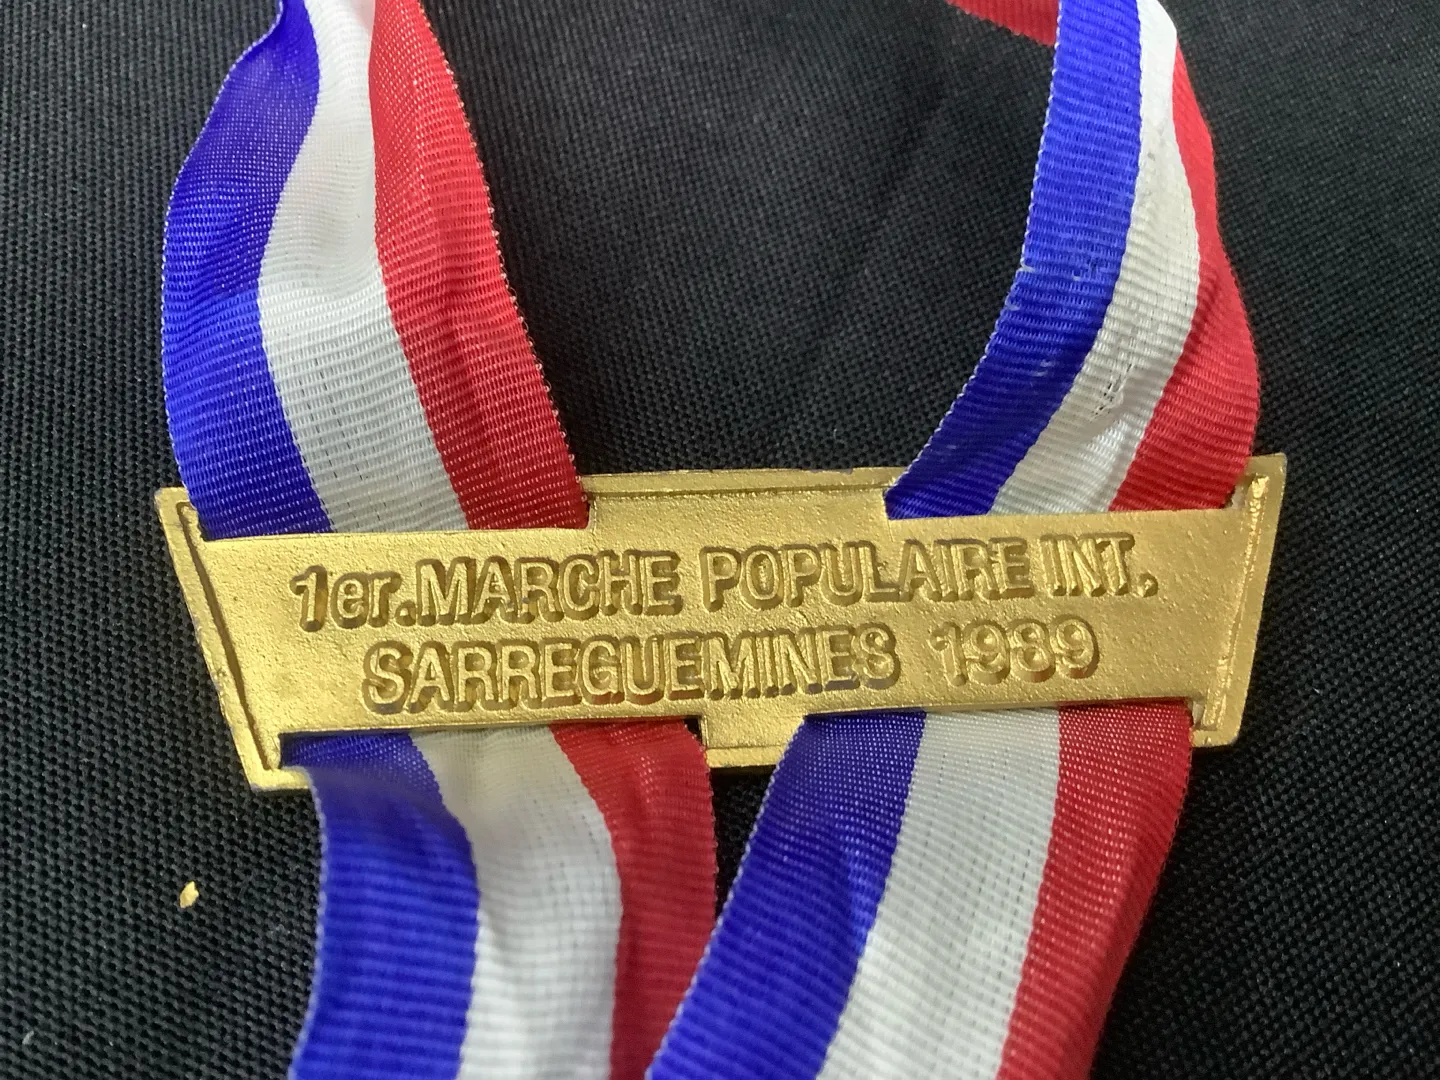 1er. MARCHE POPULAIRE INT.
SARREGUEMINES 1989